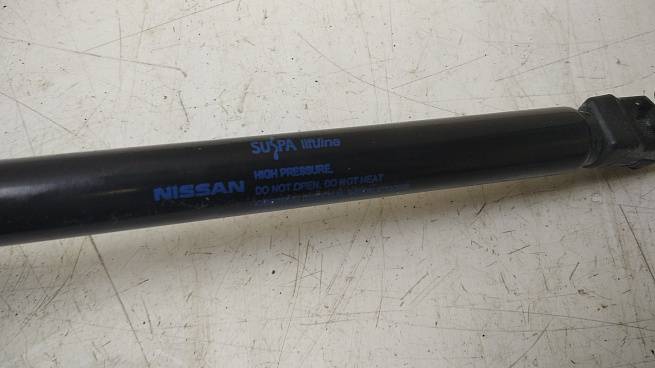 SUSPA liftline
HIGH PRESSURE.
NISSAN DO NOT OPEN, DO NOT HEAT